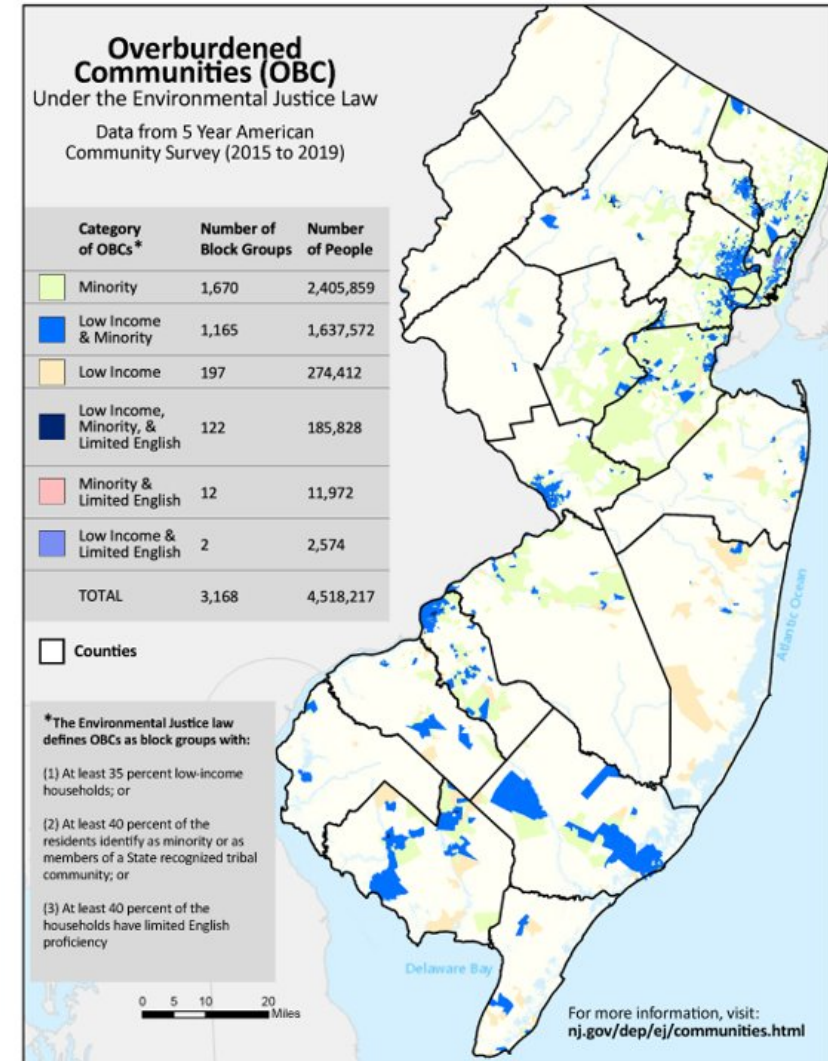 Overburdened
Communities (OBC)
Under the Environmental Justice Law
Data from 5 Year American
Community Survey (2015 to 2019)
Category
of OBCs*
Number of
Block Groups
Number
of People
Minority 1,670 2,405,859
Low Income
& Minority
1,165 1,637,572
Low Income 197 274,412
Low Income,
Minority, &
Limited English
122 185,828
Minority &
Limited English
12 11,972
Low Income &
Limited English
2 2,574
TOTAL 3,168 4,518,217
Counties
*The Environmental Justice law
defines OBCs as block groups with:
(1) At least 35 percent low-income
households; or
(2) At least 40 percent of the
residents identify as minority or as
members of a State recognized tribal
community; or
(3) At least 40 percent of the
households have limited English
proficiency
Atlantic Ocean
Delaware Bay
0 5 10 20
Miles
For more information, visit:
nj.gov/dep/ej/communities.html